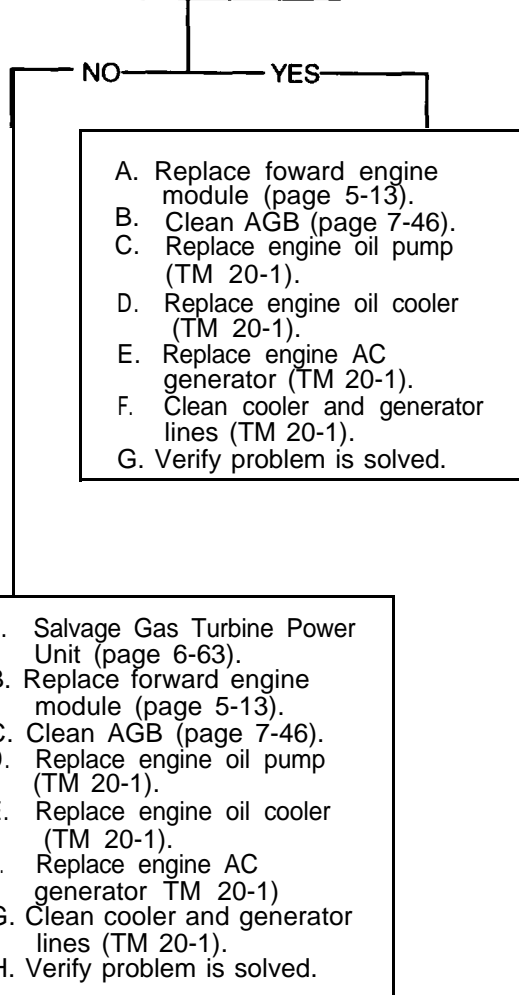 NO YES
A. Replace foward engine
module (page 5-13).
B. Clean AGB (page 7-46).
C. Replace engine oil pump
(TM 20-1).
D. Replace engine oil cooler
(TM 20-1).
E. Replace engine AC
generator (TM 20-1).
F. Clean cooler and generator
lines (TM 20-1).
G. Verify problem is solved.
. Salvage Gas Turbine Power
Unit (page 6-63).
B. Replace forward engine
module (page 5-13).
C. Clean AGB (page 7-46).
. Replace engine oil pump
(TM 20-1).
E. Replace engine oil cooler
(TM 20-1).
. Replace engine AC
generator TM 20-1)
G. Clean cooler and generator
lines (TM 20-1).
H. Verify problem is solved.